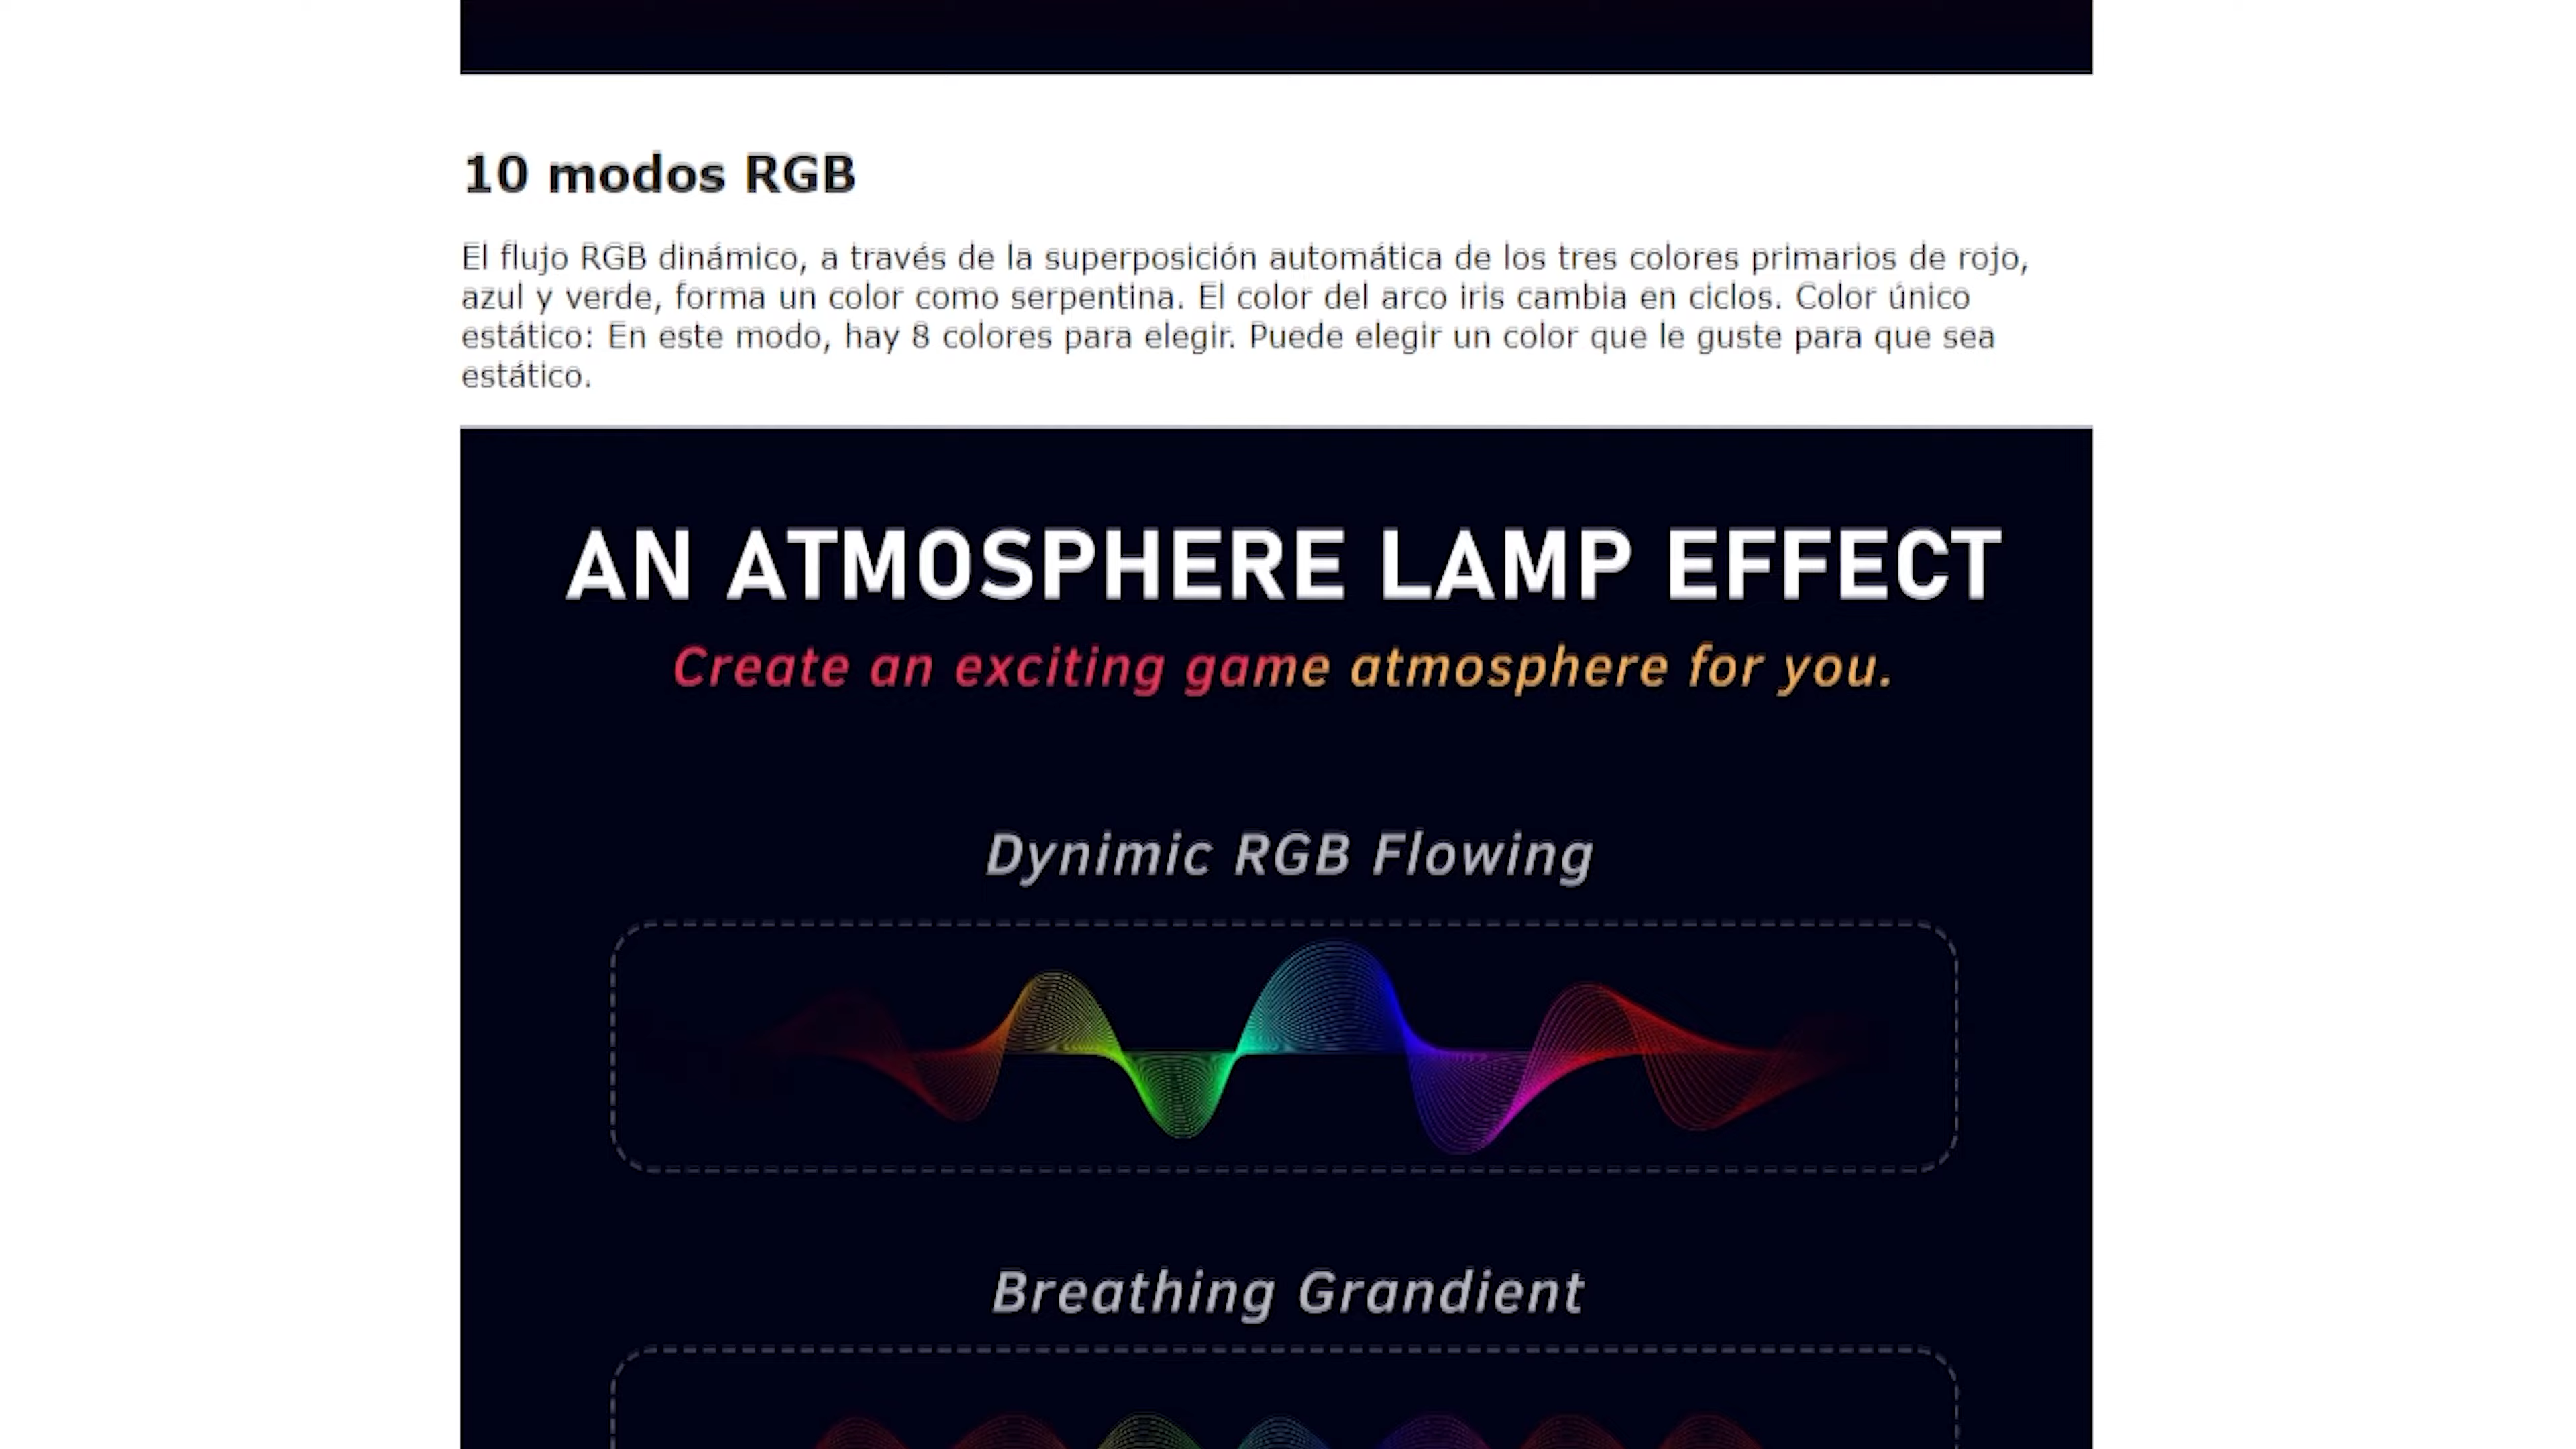 10 modos RGB
El flujo RGB dinámico, a través de la superposición automática de los tres colores primarios de rojo,
azul y verde, forma un color como serpentina. El color del arco iris cambia en ciclos. Color único
estático: En este modo, hay 8 colores para elegir. Puede elegir un color que le guste para que sea
estático.
AN ATMOSPHERE LAMP EFFECT
Create an exciting game atmosphere for you.
Dynimic RGB Flowing
Breathing Grandient